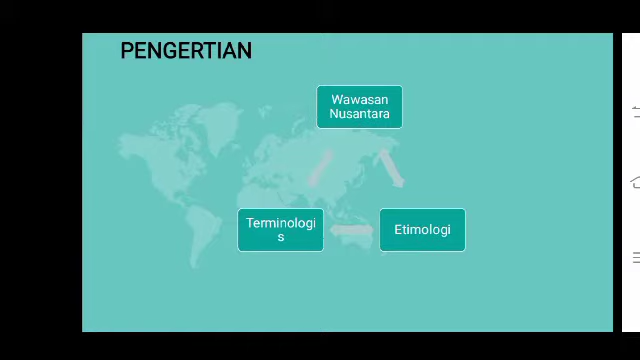 PENGERTIAN
Wawasan
Nusantara
Terminologi
s
Etimologi